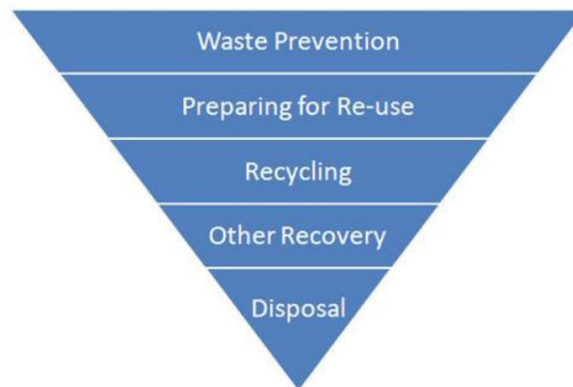 Waste Prevention
Preparing for Re-use
Recycling
Other Recovery
Disposal